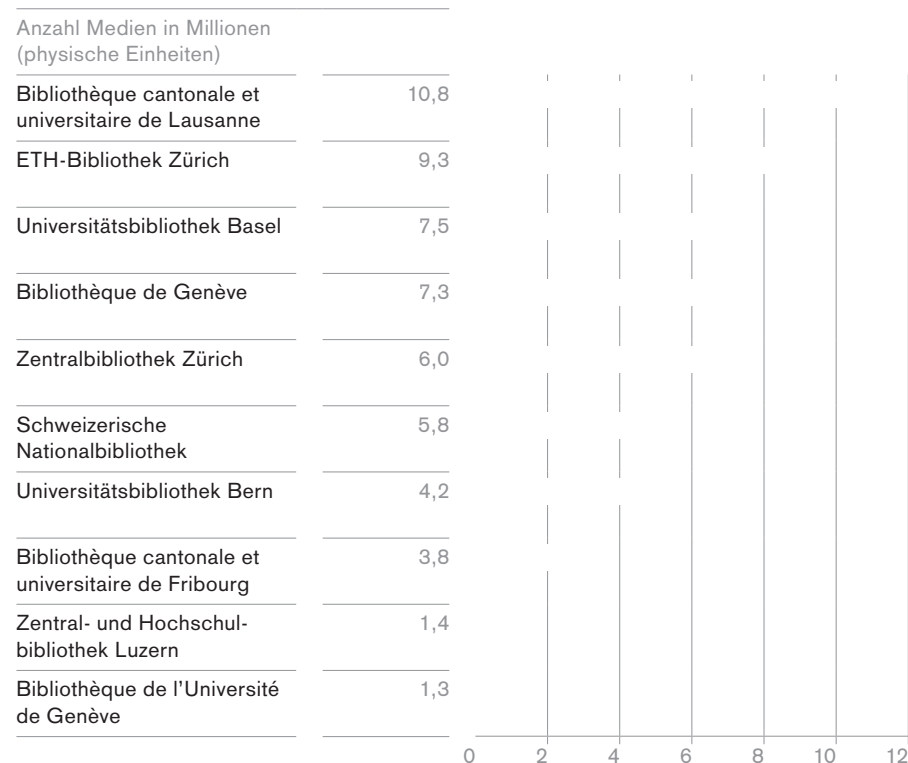 Anzahl Medien in Millionen
(physische Einheiten)
Bibliothèque cantonale et
universitaire de Lausanne
10,8
ETH-Bibliothek Zürich
9,3
Universitätsbibliothek Basel
7,5
Bibliothèque de Genève
7,3
Zentralbibliothek Zürich
6,0
Schweizerische
Nationalbibliothek
5,8
Universitätsbibliothek Bern
4,2
Bibliothèque cantonale et
universitaire de Fribourg
3,8
Zentral- und Hochschul-
bibliothek Luzern
1,4
Bibliothèque de l’Université
de Genève
1,3
0 2 4 6 8 10 12